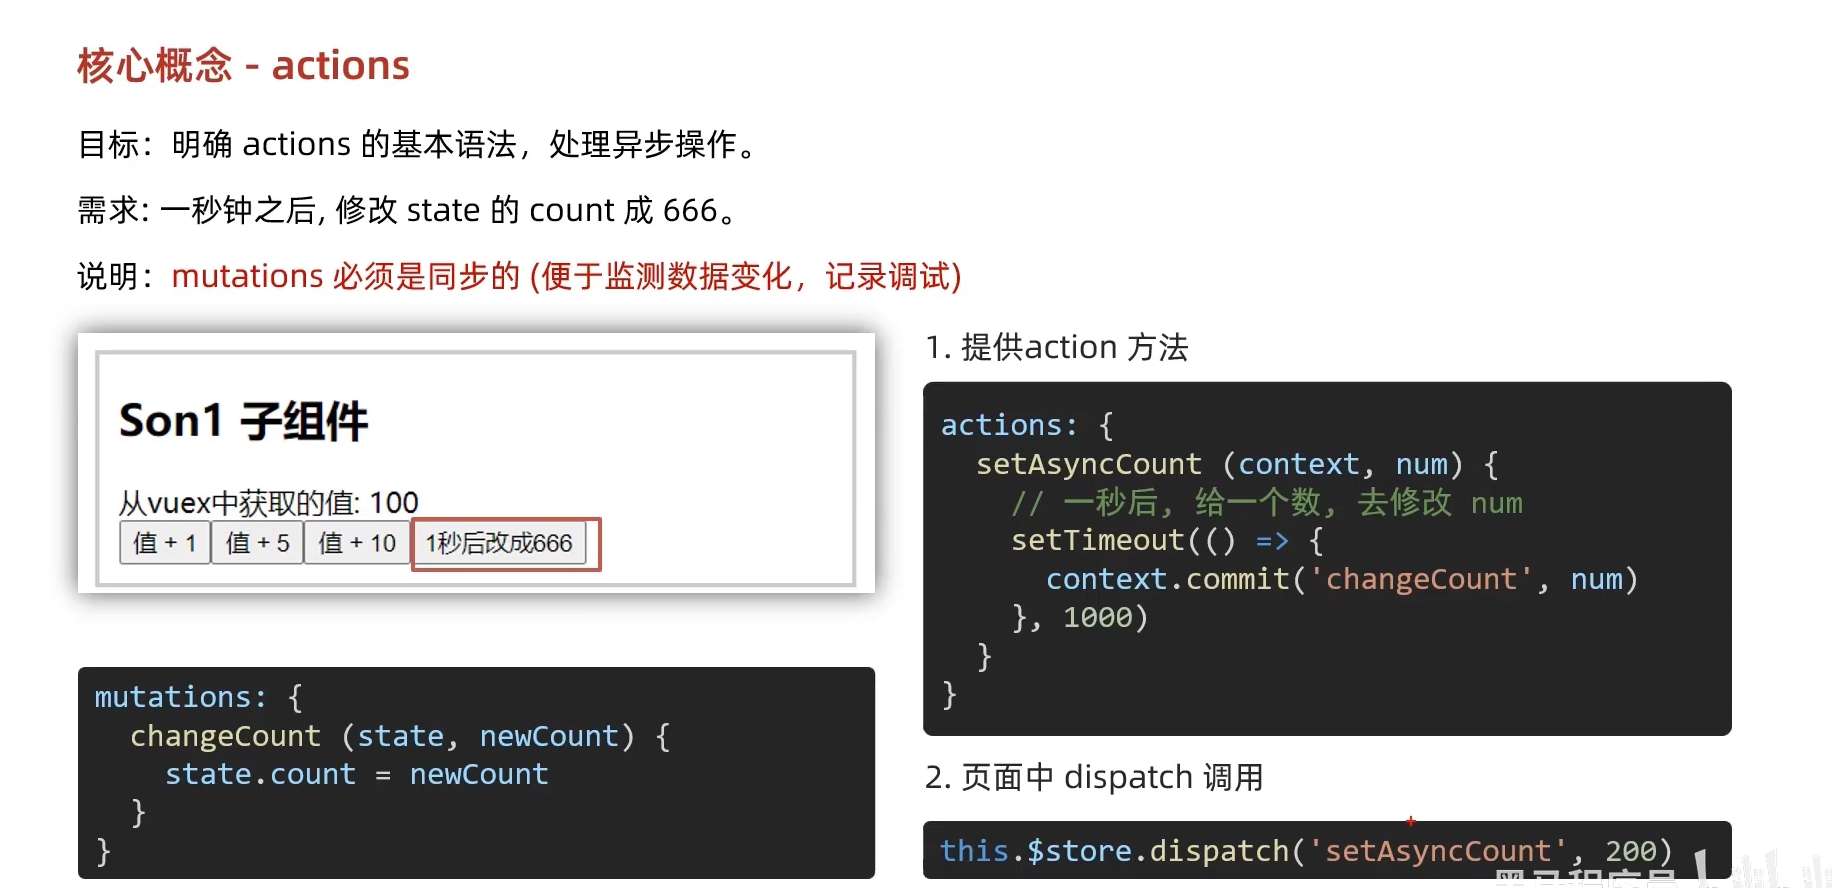 核心概念 - actions
目标：明确 actions 的基本语法，处理异步操作。
需求: 一秒钟之后, 修改 state 的 count 成 666。
说明：mutations 必须是同步的 (便于监测数据变化，记录调试)
Son1 子组件
从vuex中获取的值: 100
值 + 1 值 + 5 值 + 10 1秒后改成666
mutations: {
  changeCount (state, newCount) {
    state.count = newCount
  }
}
1. 提供action 方法
actions: {
  setAsyncCount (context, num) {
    // 一秒后, 给一个数, 去修改 num
    setTimeout(() => {
      context.commit('changeCount', num)
    }, 1000)
  }
}
2. 页面中 dispatch 调用
this.$store.dispatch('setAsyncCount', 200)